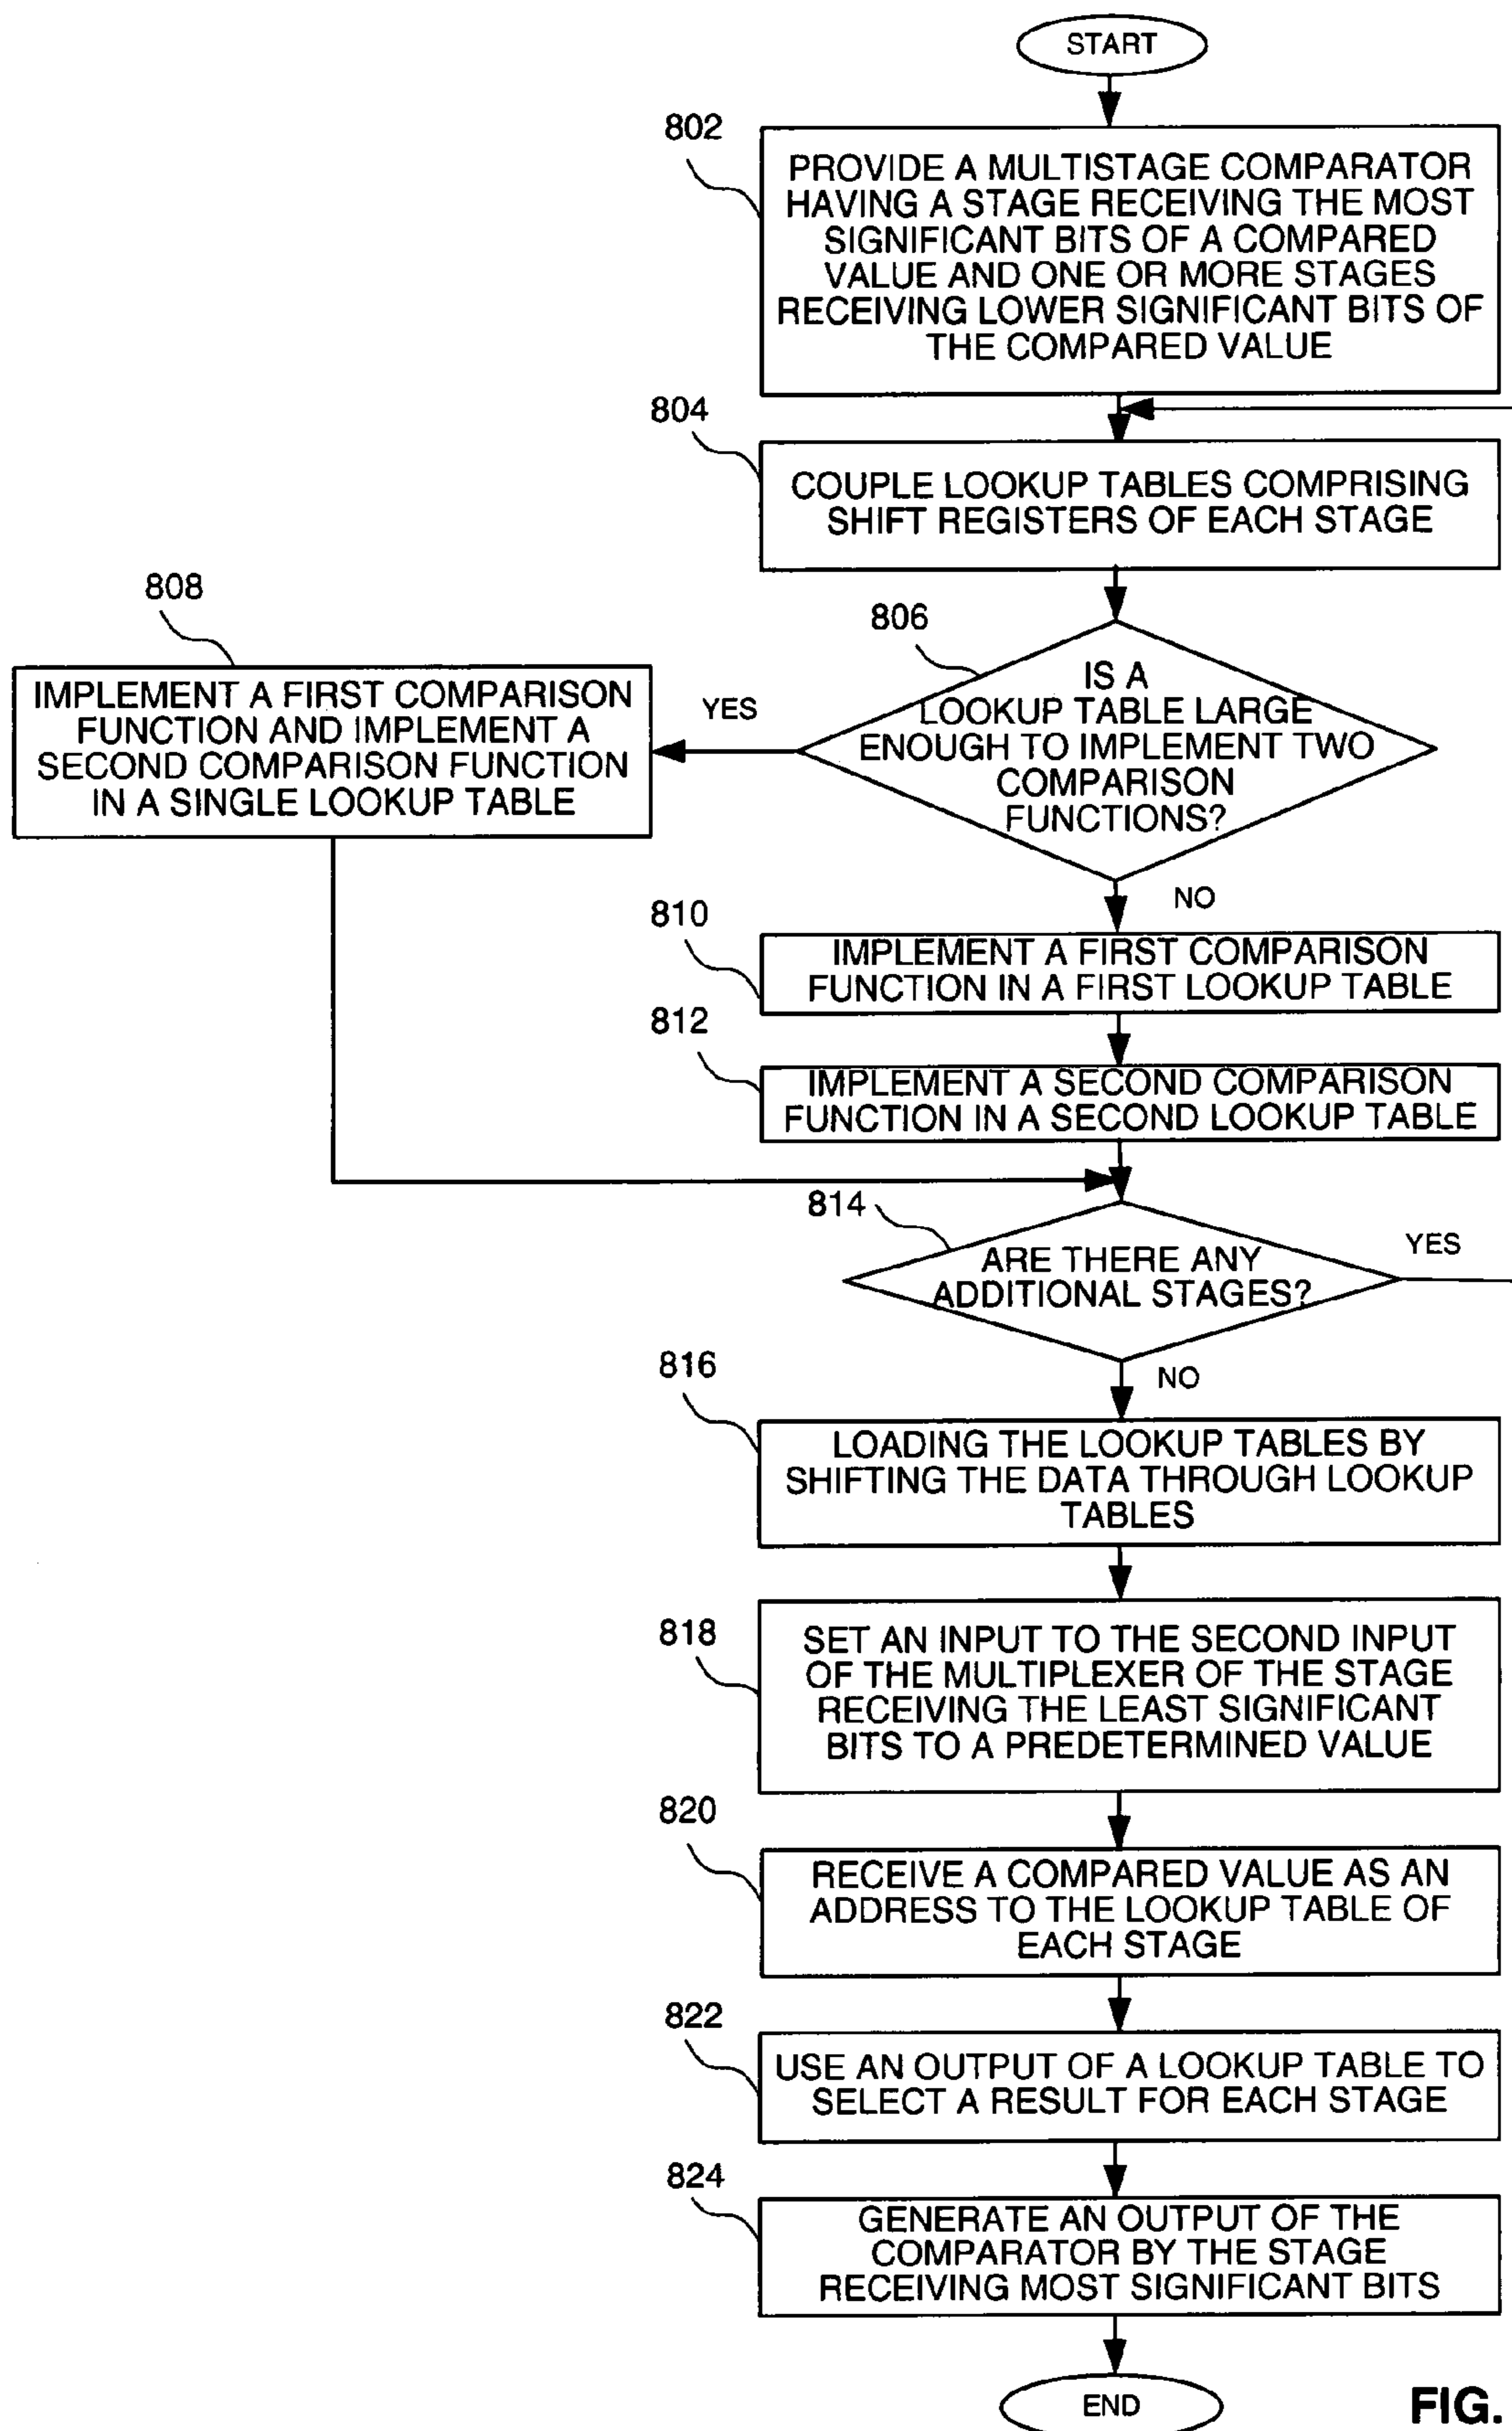 START
802
PROVIDE A MULTISTAGE COMPARATOR
HAVING A STAGE RECEIVING THE MOST
SIGNIFICANT BITS OF A COMPARED
VALUE AND ONE OR MORE STAGES
RECEIVING LOWER SIGNIFICANT BITS OF
THE COMPARED VALUE
804
COUPLE LOOKUP TABLES COMPRISING
SHIFT REGISTERS OF EACH STAGE
806
IS A
LOOKUP TABLE LARGE
ENOUGH TO IMPLEMENT TWO
COMPARISON
FUNCTIONS?
YES
808
IMPLEMENT A FIRST COMPARISON
FUNCTION AND IMPLEMENT A
SECOND COMPARISON FUNCTION
IN A SINGLE LOOKUP TABLE
NO
810
IMPLEMENT A FIRST COMPARISON
FUNCTION IN A FIRST LOOKUP TABLE
812
IMPLEMENT A SECOND COMPARISON
FUNCTION IN A SECOND LOOKUP TABLE
814
ARE THERE ANY
ADDITIONAL STAGES?
YES
NO
816
LOADING THE LOOKUP TABLES BY
SHIFTING THE DATA THROUGH LOOKUP
TABLES
818
SET AN INPUT TO THE SECOND INPUT
OF THE MULTIPLEXER OF THE STAGE
RECEIVING THE LEAST SIGNIFICANT
BITS TO A PREDETERMINED VALUE
820
RECEIVE A COMPARED VALUE AS AN
ADDRESS TO THE LOOKUP TABLE OF
EACH STAGE
822
USE AN OUTPUT OF A LOOKUP TABLE TO
SELECT A RESULT FOR EACH STAGE
824
GENERATE AN OUTPUT OF THE
COMPARATOR BY THE STAGE
RECEIVING MOST SIGNIFICANT BITS
END
FIG.